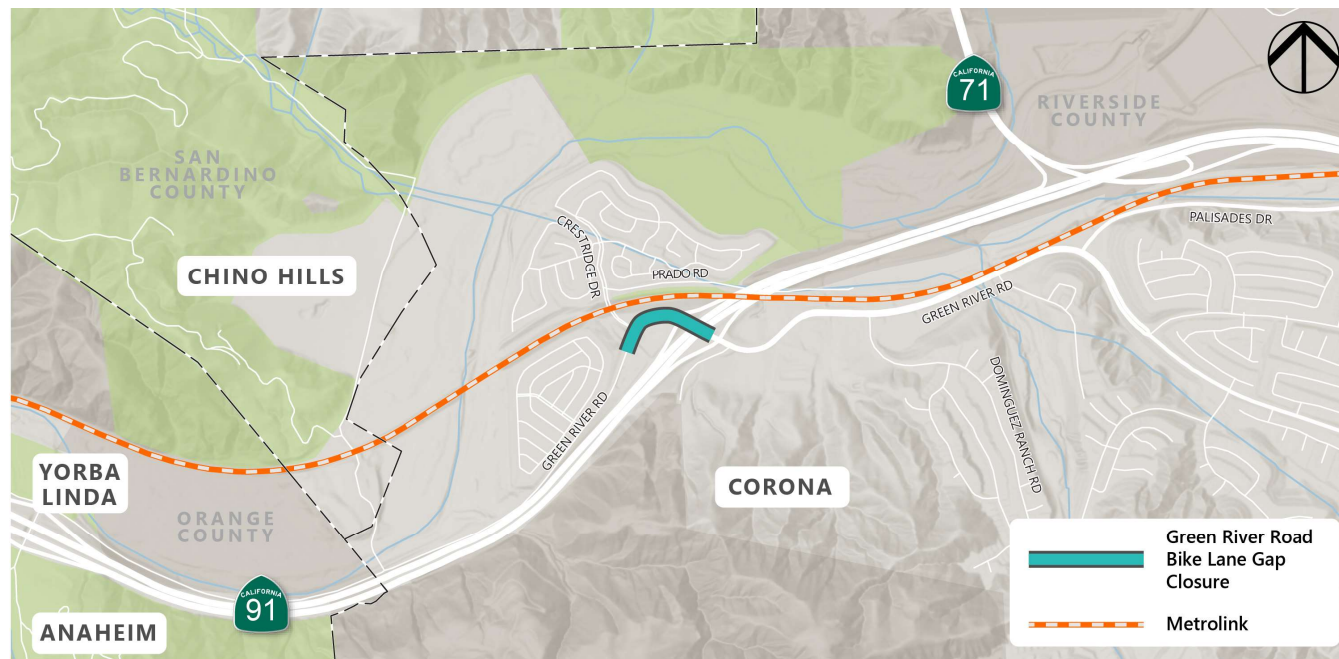 CALIFORNIA
71
RIVERSIDE
COUNTY
SAN
BERNARDINO
COUNTY
CHINO HILLS
CRESTRIDGE DR
PRADO RD
PALISADES DR
GREEN RIVER RD
GREEN RIVER RD
DOMINGUEZ RANCH RD
YORBA
LINDA
CORONA
ORANGE
COUNTY
CALIFORNIA
91
ANAHEIM
Green River Road
Bike Lane Gap
Closure
Metrolink